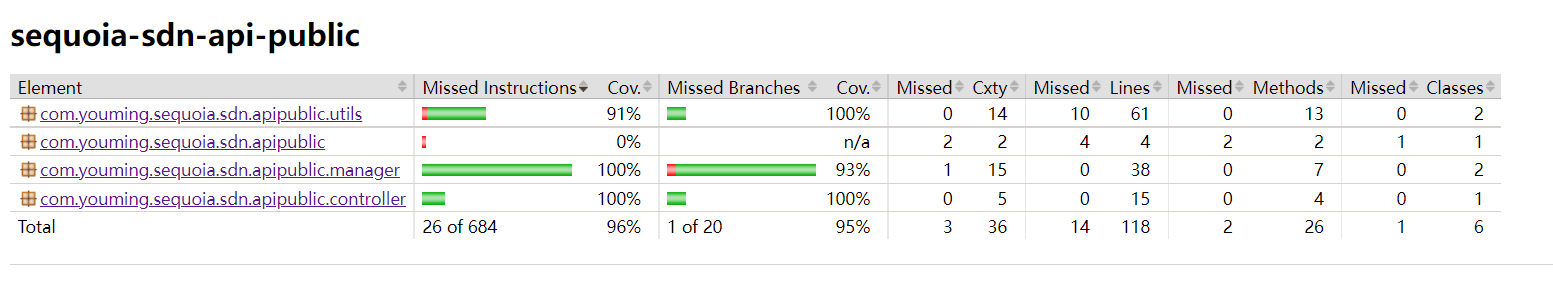 sequoia-sdn-api-public
Element Missed Instructions Cov. Missed Branches Cov. Missed Cxty Missed Lines Missed Methods Missed Classes
com.youming.sequoia.sdn.apipublic.utils 91% 100% 0 14 10 61 0 13 0 2
com.youming.sequoia.sdn.apipublic 0% n/a 2 2 4 4 2 2 1 1
com.youming.sequoia.sdn.apipublic.manager 100% 93% 1 15 0 38 0 7 0 2
com.youming.sequoia.sdn.apipublic.controller 100% 100% 0 5 0 15 0 4 0 1
Total 26 of 684 96% 1 of 20 95% 3 36 14 118 2 26 1 6